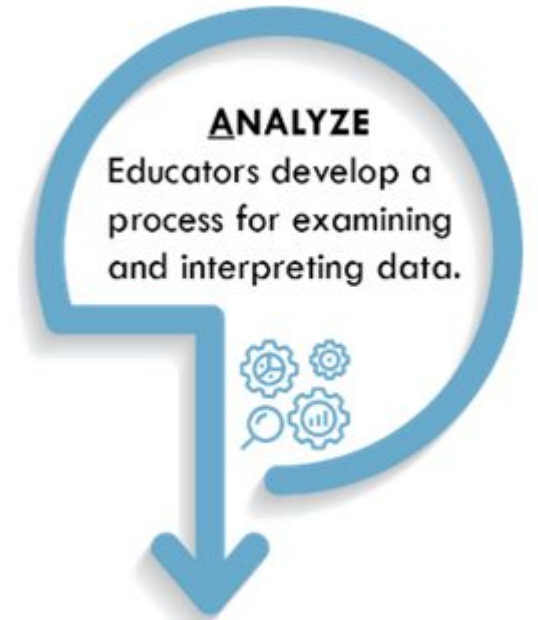 ANALYZE
Educators develop a
process for examining
and interpreting data.